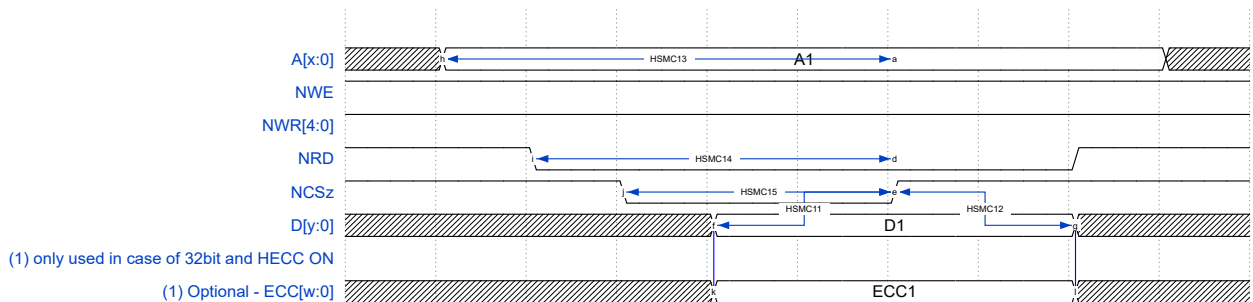 A[x:0] h HSMC13 A1 a
NWE
NWR[4:0]
NRD i HSMC14 d
NCSz j HSMC15 e
HSMC11 HSMC12
D[y:0] f D1 g
(1) only used in case of 32bit and HECC ON
(1) Optional - ECC[w:0] k ECC1 l